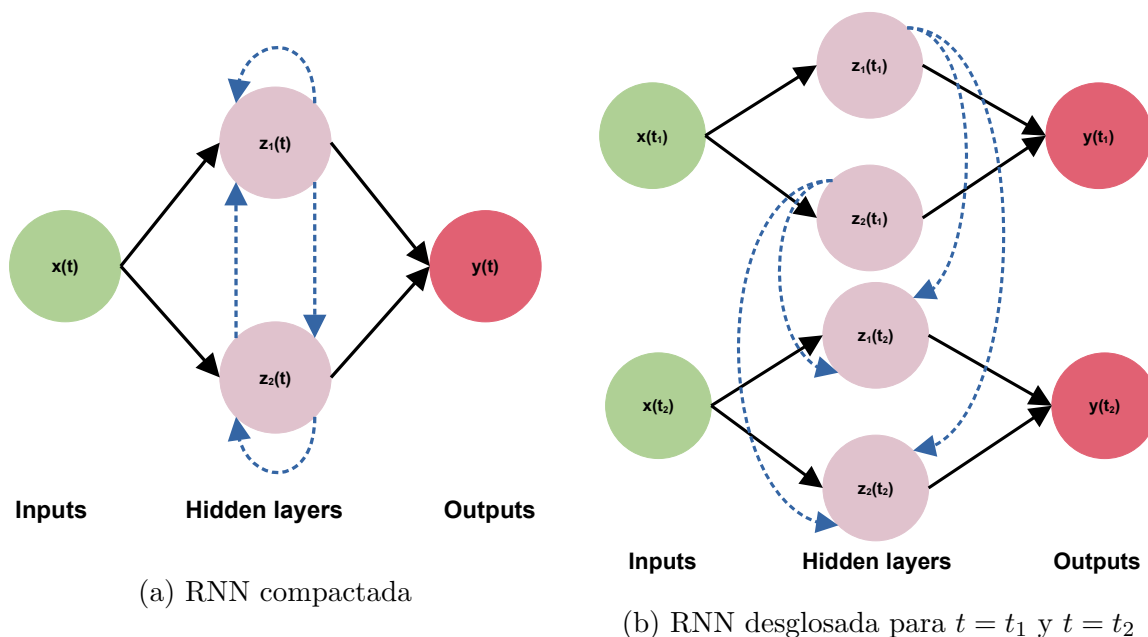 z₁(t)
x(t)
y(t)
z₂(t)
Inputs Hidden layers Outputs
(a) RNN compactada
z₁(t₁)
x(t₁)
y(t₁)
z₂(t₁)
z₁(t₂)
x(t₂)
y(t₂)
z₂(t₂)
Inputs Hidden layers Outputs
(b) RNN desglosada para t = t₁ y t = t₂